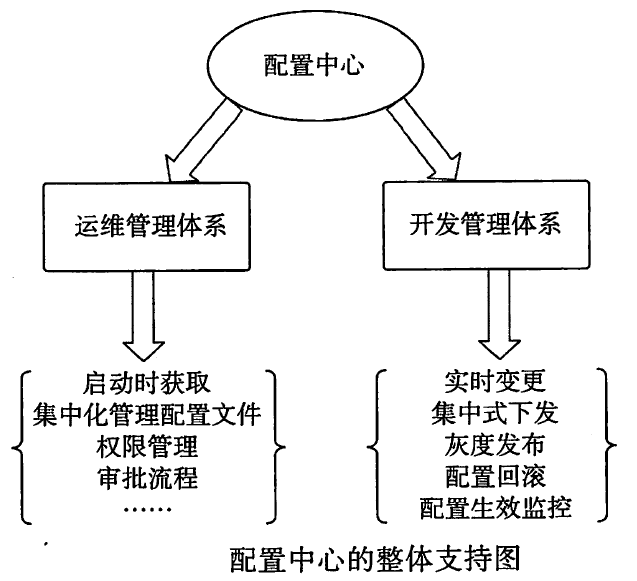 配置中心
运维管理体系
开发管理体系
启动时获取
集中化管理配置文件
权限管理
审批流程
……
实时变更
集中式下发
灰度发布
配置回滚
配置生效监控
配置中心的整体支持图